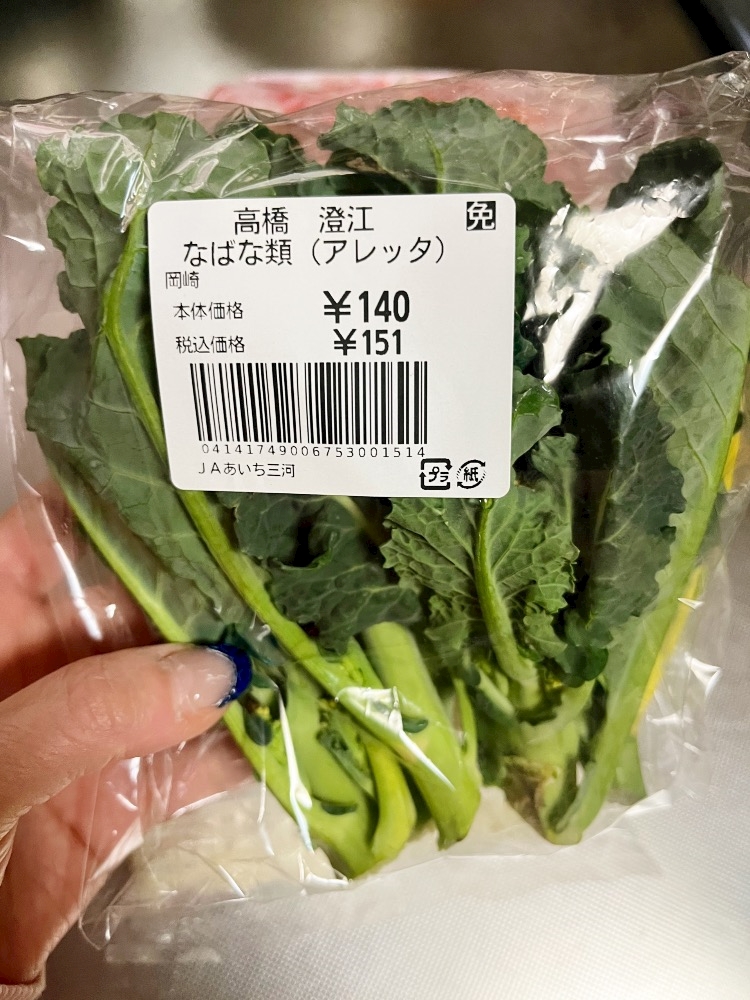 高橋　澄江 免
なばな類（アレッタ）
岡崎
本体価格 ￥140
税込価格 ￥151
04141749006753001514
ＪＡあいち三河 プラ 紙